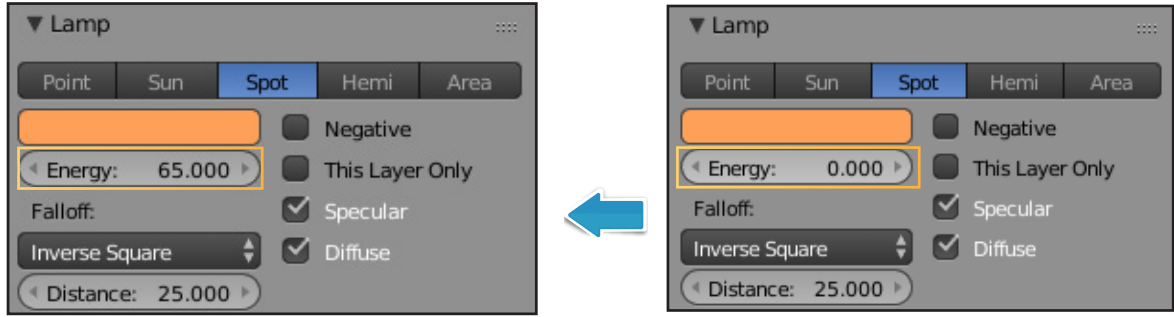 Lamp
Point Sun Spot Hemi Area
Negative
Energy: 65.000 This Layer Only
Falloff: Specular
Inverse Square Diffuse
Distance: 25.000
Lamp
Point Sun Spot Hemi Area
Negative
Energy: 0.000 This Layer Only
Falloff: Specular
Inverse Square Diffuse
Distance: 25.000